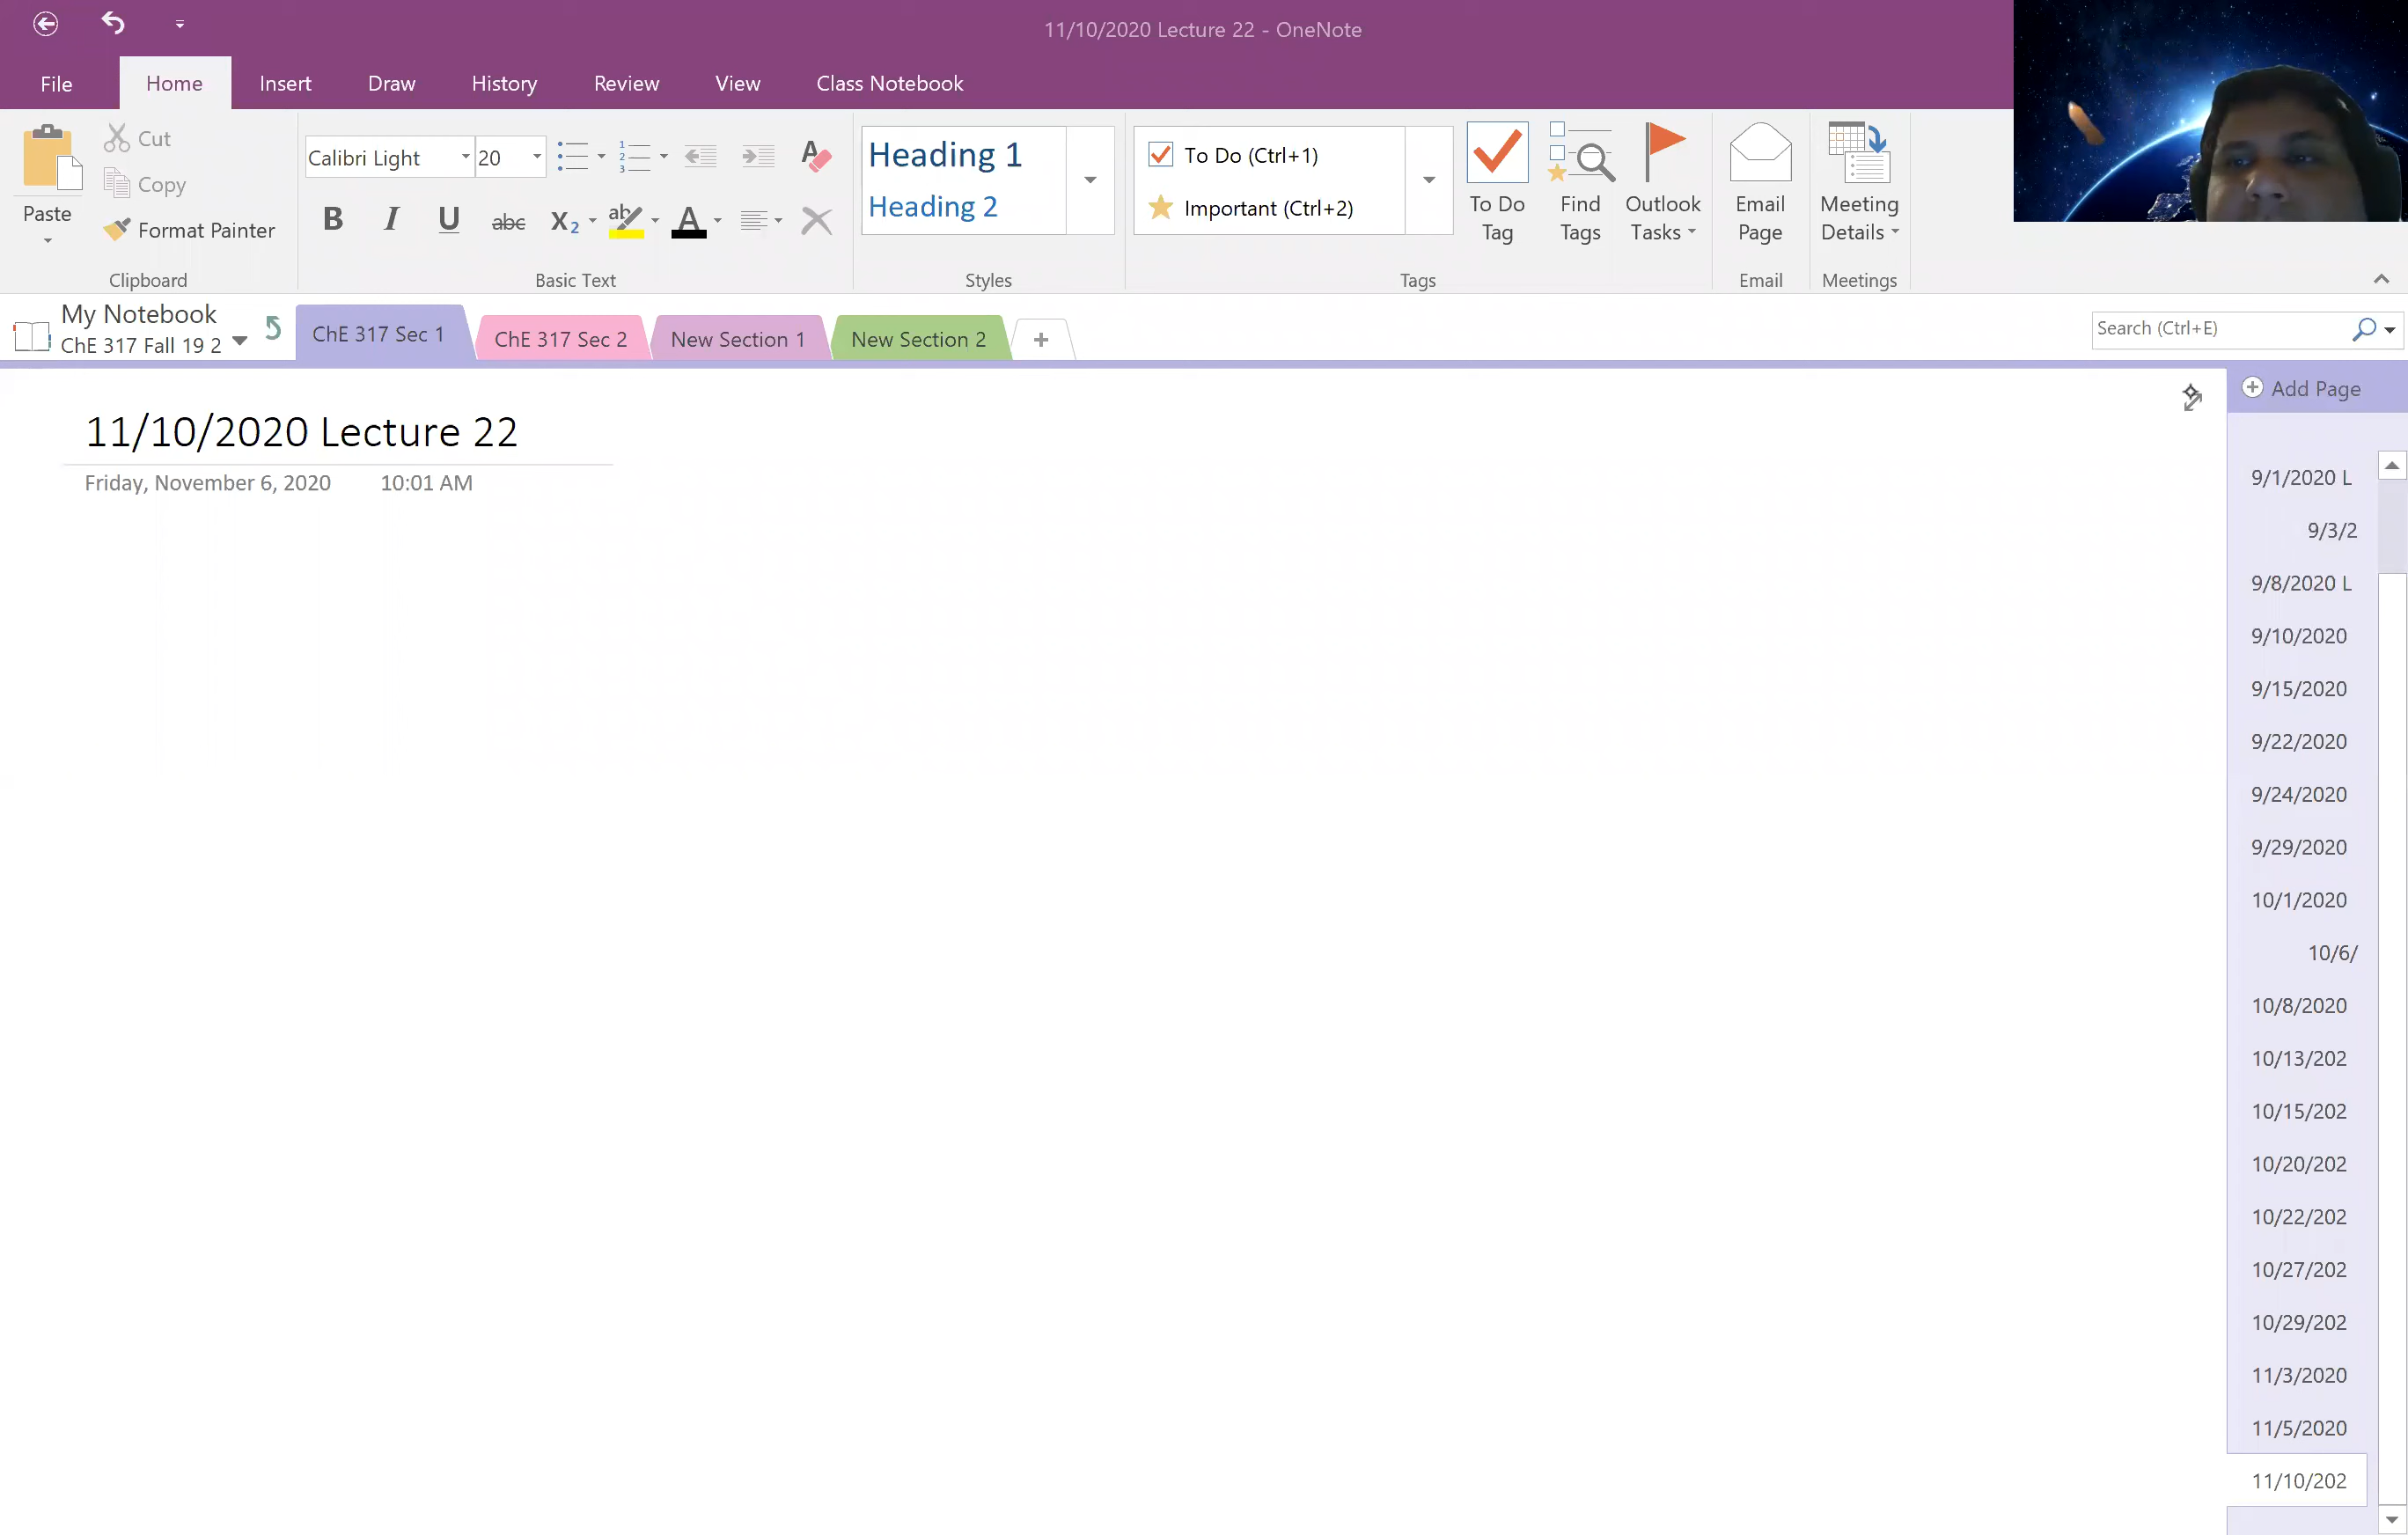 11/10/2020 Lecture 22 - OneNote
File Home Insert Draw History Review View Class Notebook
Paste
Cut
Copy
Format Painter
Clipboard
Calibri Light 20
B I U abc X2 ab A
Basic Text
Heading 1
Heading 2
Styles
To Do (Ctrl+1)
Important (Ctrl+2)
To Do
Tag
Find
Tags
Outlook
Tasks
Tags
Email
Page
Email
Meeting
Details
Meetings
My Notebook
ChE 317 Fall 19 2
ChE 317 Sec 1
ChE 317 Sec 2
New Section 1
New Section 2
Search (Ctrl+E)
11/10/2020 Lecture 22
Friday, November 6, 2020 10:01 AM
Add Page
9/1/2020 L
9/3/2
9/8/2020 L
9/10/2020
9/15/2020
9/22/2020
9/24/2020
9/29/2020
10/1/2020
10/6/
10/8/2020
10/13/202
10/15/202
10/20/202
10/22/202
10/27/202
10/29/202
11/3/2020
11/5/2020
11/10/202